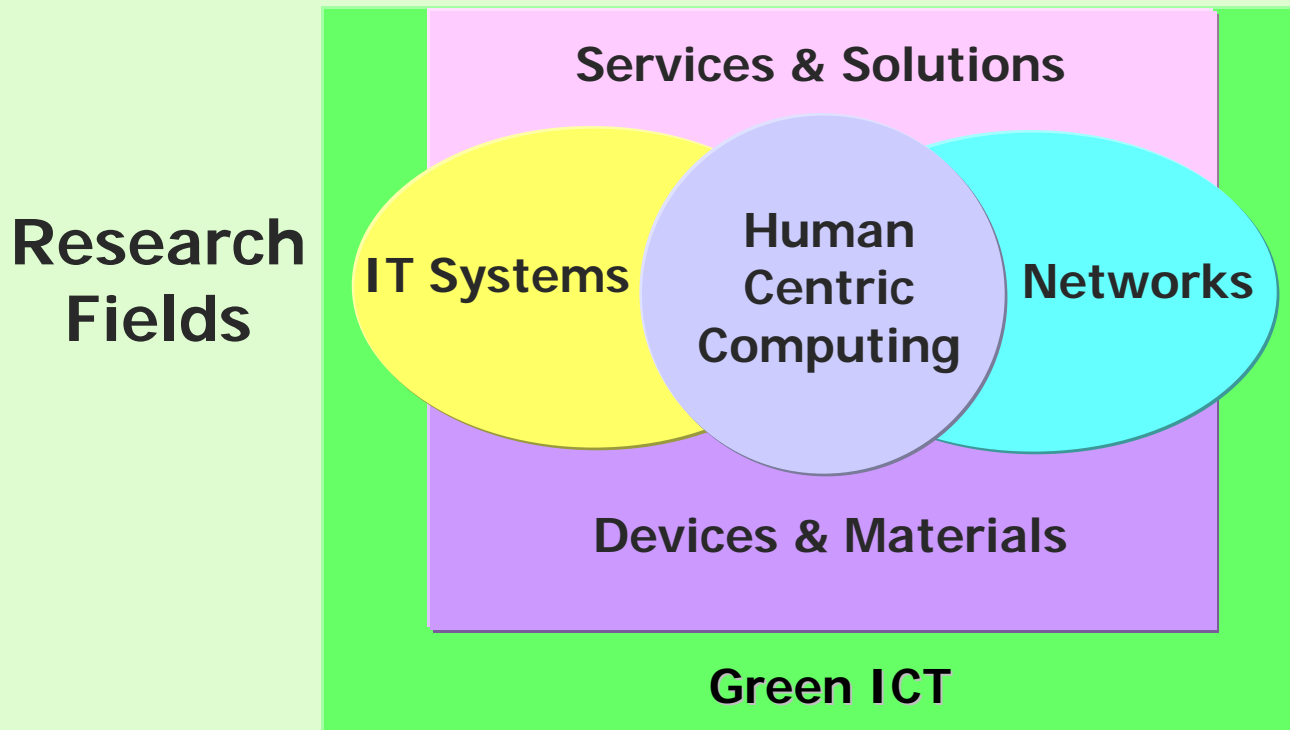 Research
Fields
Services & Solutions
IT Systems
Human
Centric
Computing
Networks
Devices & Materials
Green ICT